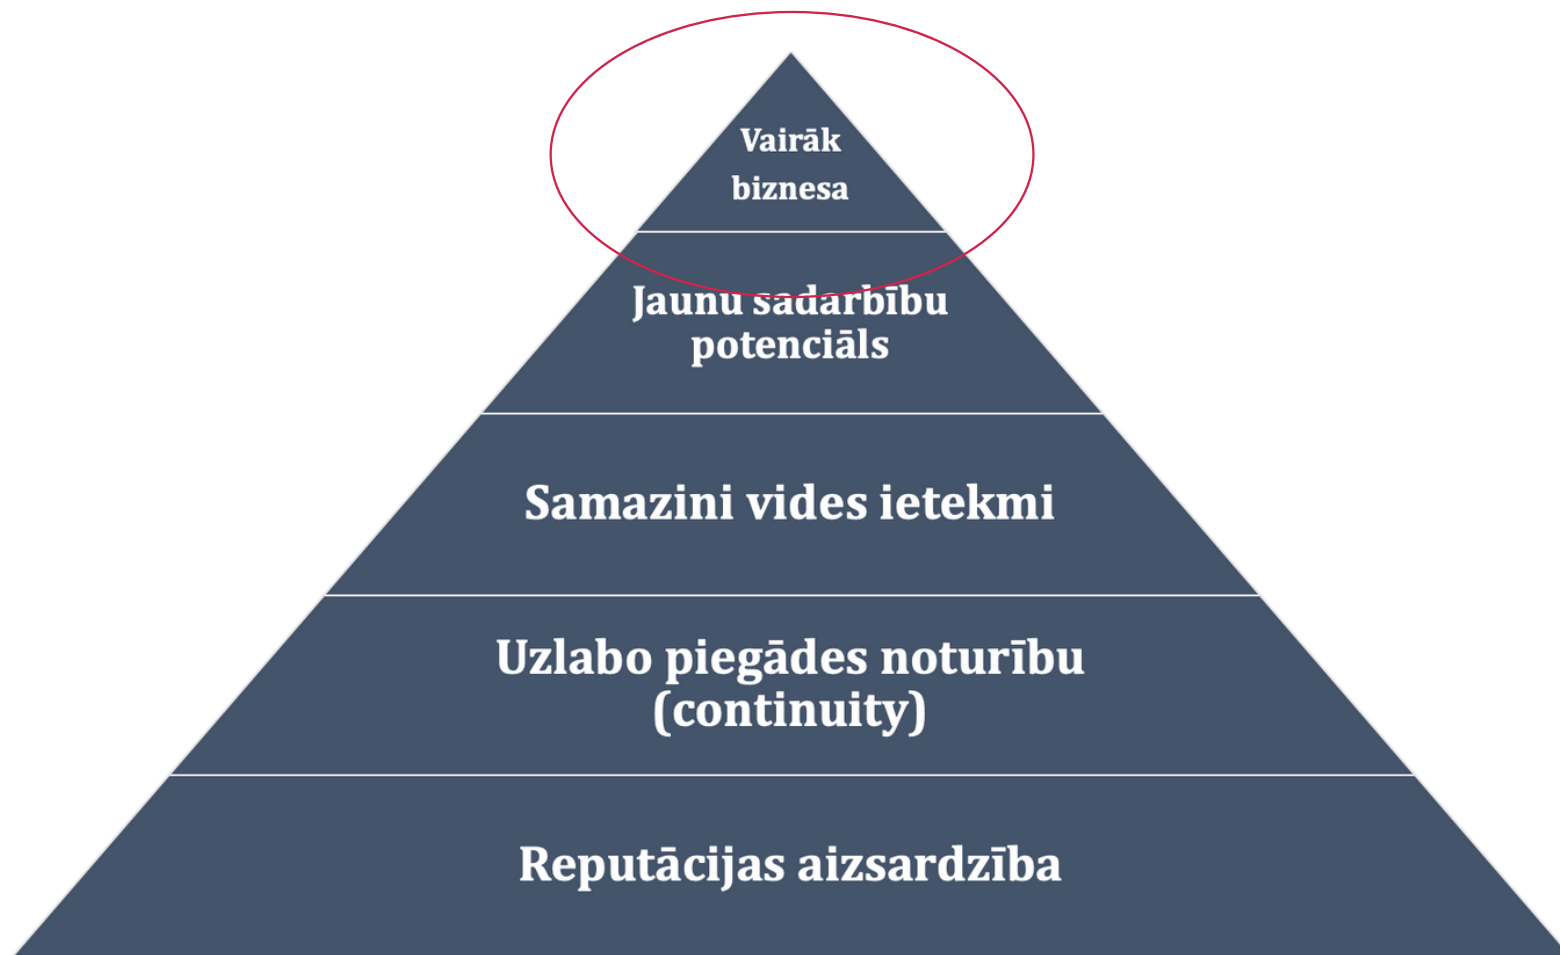 Vairāk
biznesa
Jaunu sadarbību
potenciāls
Samazini vides ietekmi
Uzlabo piegādes noturību
(continuity)
Reputācijas aizsardzība